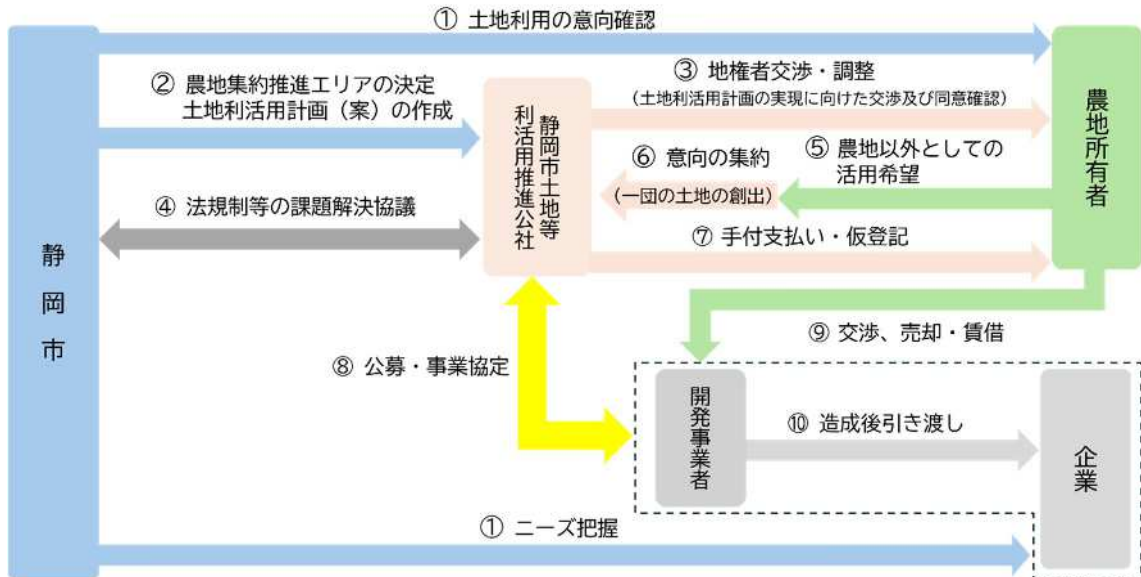 ① 土地利用の意向確認
② 農地集約推進エリアの決定
土地利活用計画（案）の作成
③ 地権者交渉・調整
（土地利活用計画の実現に向けた交渉及び同意確認）
静岡市土地等
利活用推進公社
農地所有者
⑥ 意向の集約
（一団の土地の創出）
⑤ 農地以外としての
活用希望
④ 法規制等の課題解決協議
⑦ 手付支払い・仮登記
静岡市
⑨ 交渉、売却・賃借
⑧ 公募・事業協定
開発事業者
⑩ 造成後引き渡し
企業
① ニーズ把握